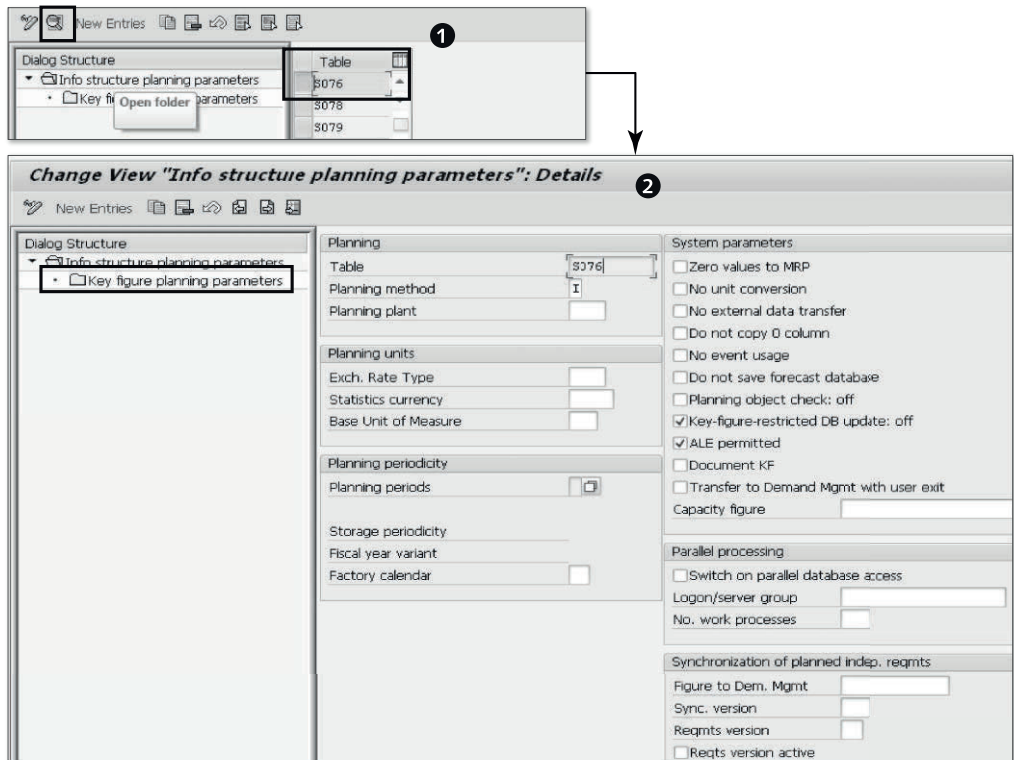 New Entries
1
Dialog Structure
Table
Info structure planning parameters
S076
Key fi
Open folder
parameters
S078
S079
Change View "Info structure planning parameters": Details
2
New Entries
Dialog Structure
Info structure planning parameters
Key figure planning parameters
Planning
Table S076
Planning method I
Planning plant
Planning units
Exch. Rate Type
Statistics currency
Base Unit of Measure
Planning periodicity
Planning periods
Storage periodicity
Fiscal year variant
Factory calendar
System parameters
Zero values to MRP
No unit conversion
No external data transfer
Do not copy 0 column
No event usage
Do not save forecast database
Planning object check: off
Key-figure-restricted DB update: off
ALE permitted
Document KF
Transfer to Demand Mgmt with user exit
Capacity figure
Parallel processing
Switch on parallel database access
Logon/server group
No. work processes
Synchronization of planned indep. reqmts
Figure to Dem. Mgmt
Sync. version
Reqmts version
Reqts version active